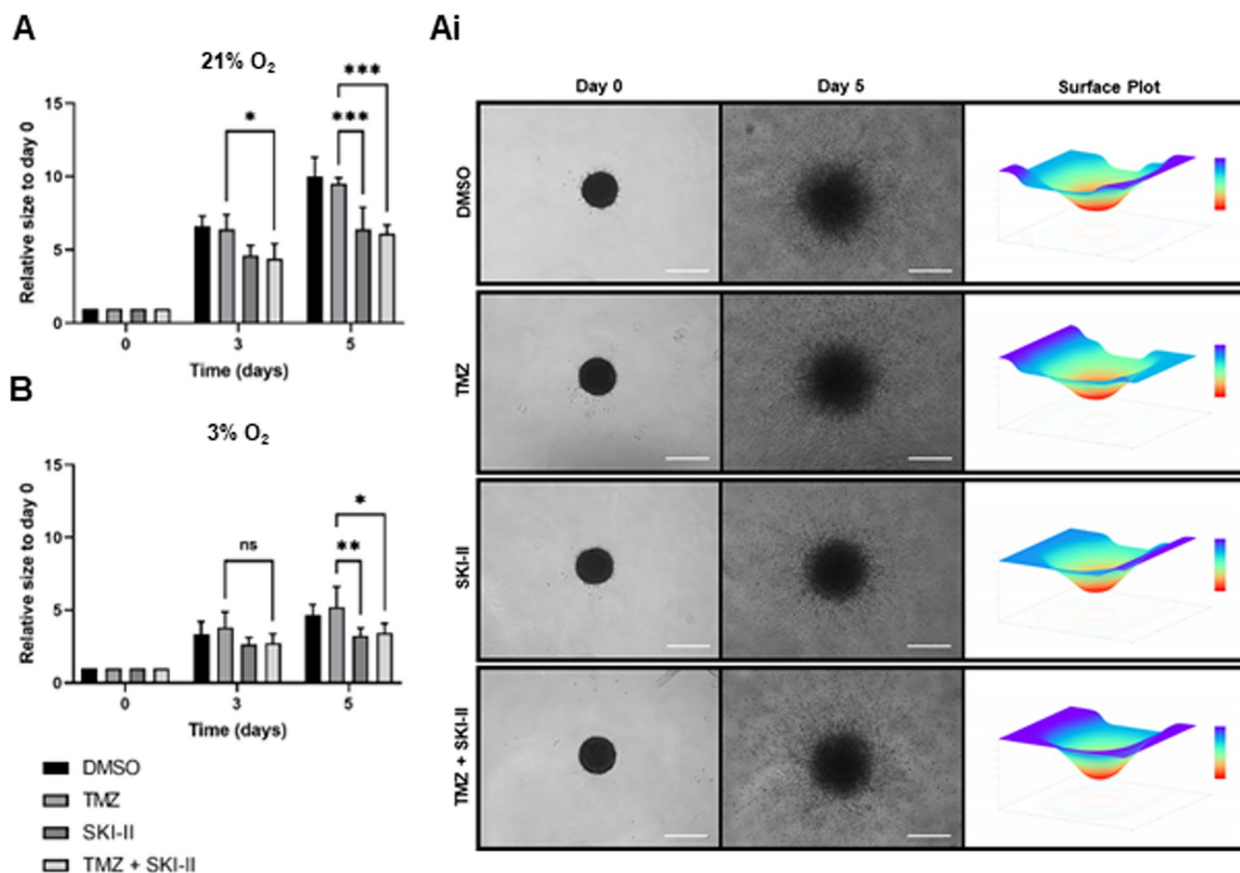 A
21% O₂
***
*
***
15
10
5
0
Relative size to day 0
0 3 5
Time (days)
B
3% O₂
*
ns
**
15
10
5
0
Relative size to day 0
0 3 5
Time (days)
DMSO
TMZ
SKI-II
TMZ + SKI-II
Ai
Day 0 Day 5 Surface Plot
DMSO
TMZ
SKI-II
TMZ + SKI-II